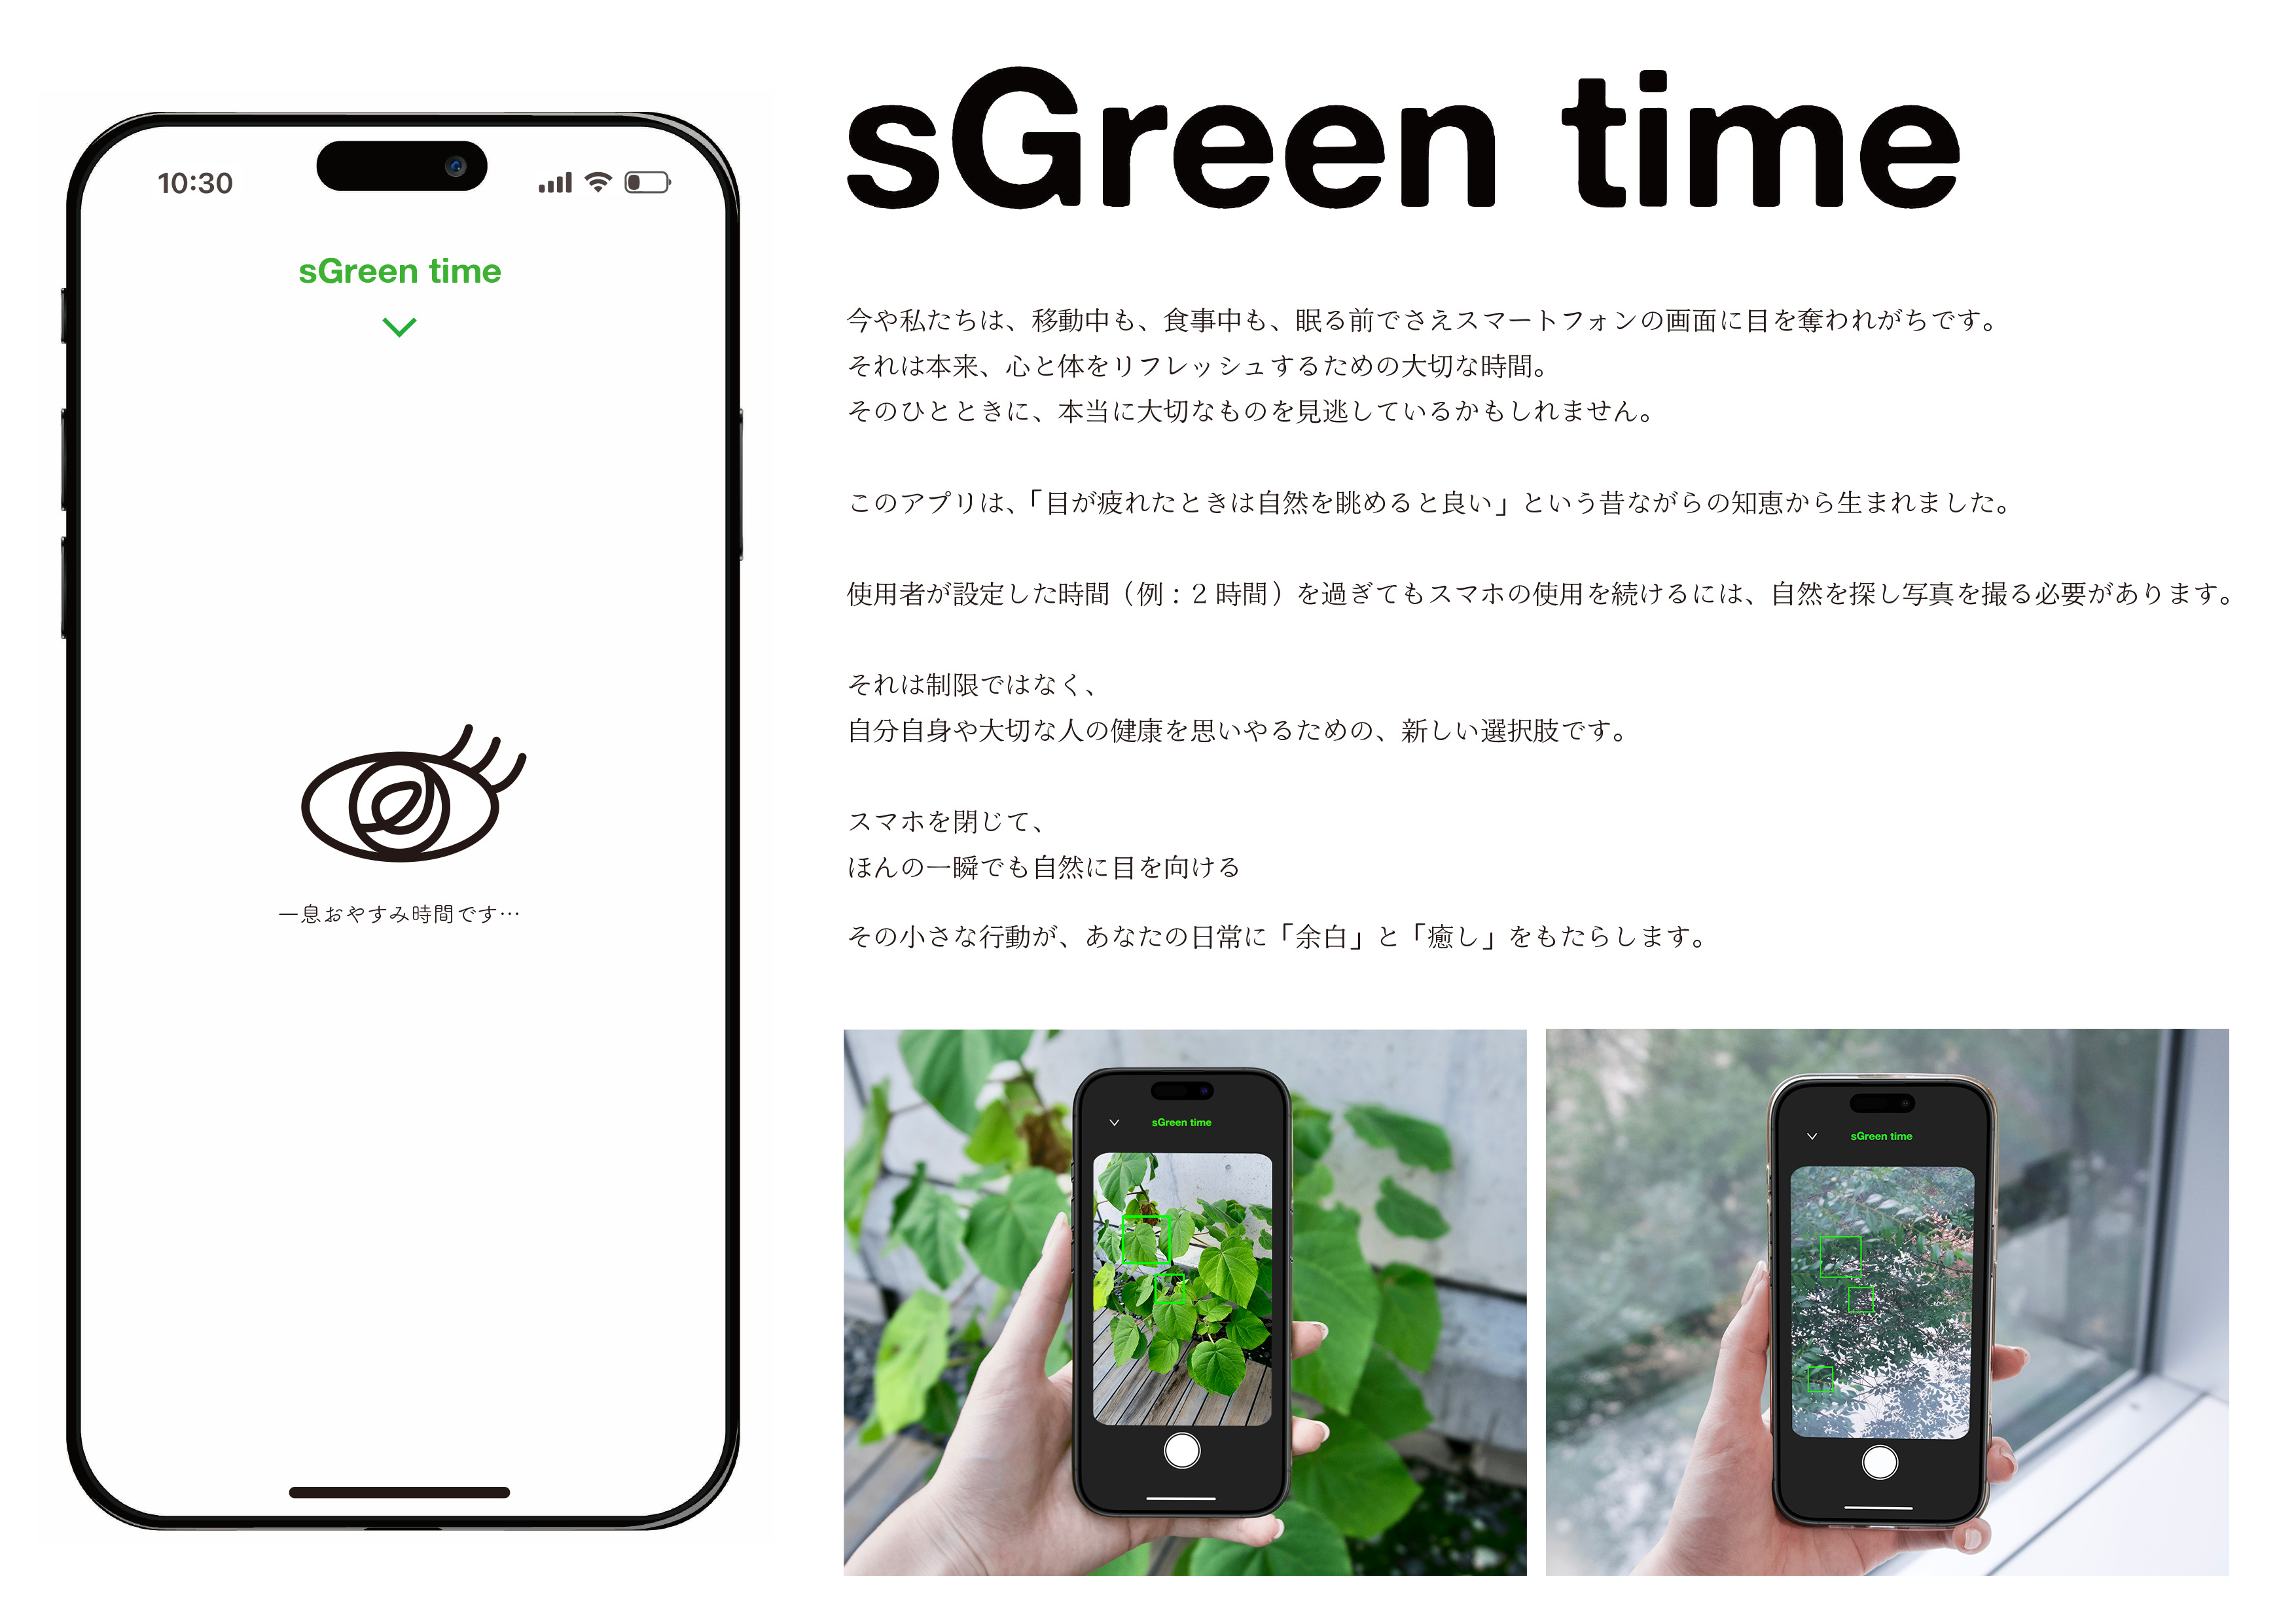 10:30
sGreen time
一息おやすみ時間です…
sGreen time
今や私たちは、移動中も、食事中も、眠る前でさえスマートフォンの画面に目を奪われがちです。
それは本来、心と体をリフレッシュするための大切な時間。
そのひとときに、本当に大切なものを見逃しているかもしれません。
このアプリは、「目が疲れたときは自然を眺めると良い」という昔ながらの知恵から生まれました。
使用者が設定した時間（例：2 時間）を過ぎてもスマホの使用を続けるには、自然を探し写真を撮る必要があります。
それは制限ではなく、
自分自身や大切な人の健康を思いやるための、新しい選択肢です。
スマホを閉じて、
ほんの一瞬でも自然に目を向ける
その小さな行動が、あなたの日常に「余白」と「癒し」をもたらします。
sGreen time
sGreen time